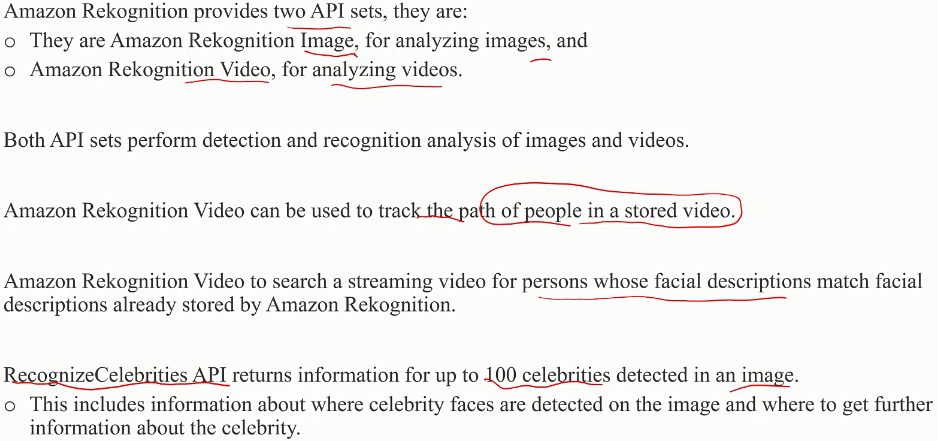 Amazon Rekognition provides two API sets, they are:
o They are Amazon Rekognition Image, for analyzing images, and
o Amazon Rekognition Video, for analyzing videos.
Both API sets perform detection and recognition analysis of images and videos.
Amazon Rekognition Video can be used to track the path of people in a stored video.
Amazon Rekognition Video to search a streaming video for persons whose facial descriptions match facial
descriptions already stored by Amazon Rekognition.
RecognizeCelebrities API returns information for up to 100 celebrities detected in an image.
o This includes information about where celebrity faces are detected on the image and where to get further
information about the celebrity.